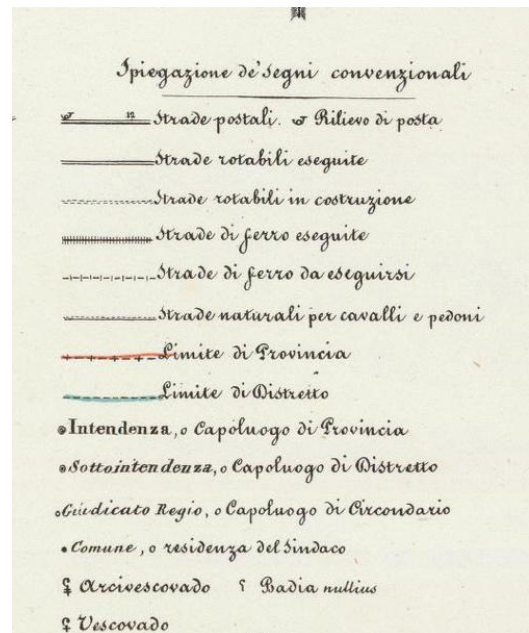 Spiegazione de' segni convenzionali
n
Strade postali. Rilievo di posta
Strade rotabili eseguite
Strade rotabili in costruzione
Strade di ferro eseguite
Strade di ferro da eseguirsi
Strade naturali per cavalli e pedoni
Limite di Provincia
Limite di Distretto
Intendenza, o Capoluogo di Provincia
Sottointendenza, o Capoluogo di Distretto
Giudicato Regio, o Capoluogo di Circondario
Comune, o residenza del Sindaco
Arcivescovado Badia nullius
Vescovado